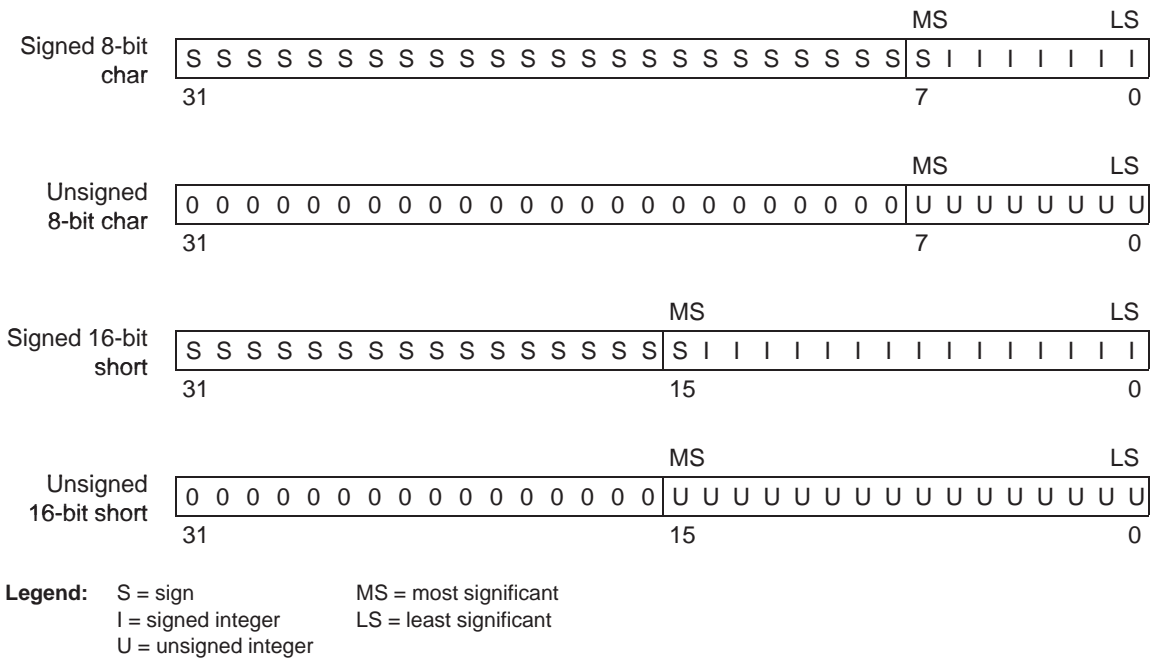 MS LS
Signed 8-bit
char
S S S S S S S S S S S S S S S S S S S S S S S S S I I I I I I I
31 7 0
MS LS
Unsigned
8-bit char
0 0 0 0 0 0 0 0 0 0 0 0 0 0 0 0 0 0 0 0 0 0 0 0 U U U U U U U U
31 7 0
MS LS
Signed 16-bit
short
S S S S S S S S S S S S S S S S S I I I I I I I I I I I I I I I
31 15 0
MS LS
Unsigned
16-bit short
0 0 0 0 0 0 0 0 0 0 0 0 0 0 0 0 U U U U U U U U U U U U U U U U
31 15 0
Legend: S = sign MS = most significant
I = signed integer LS = least significant
U = unsigned integer